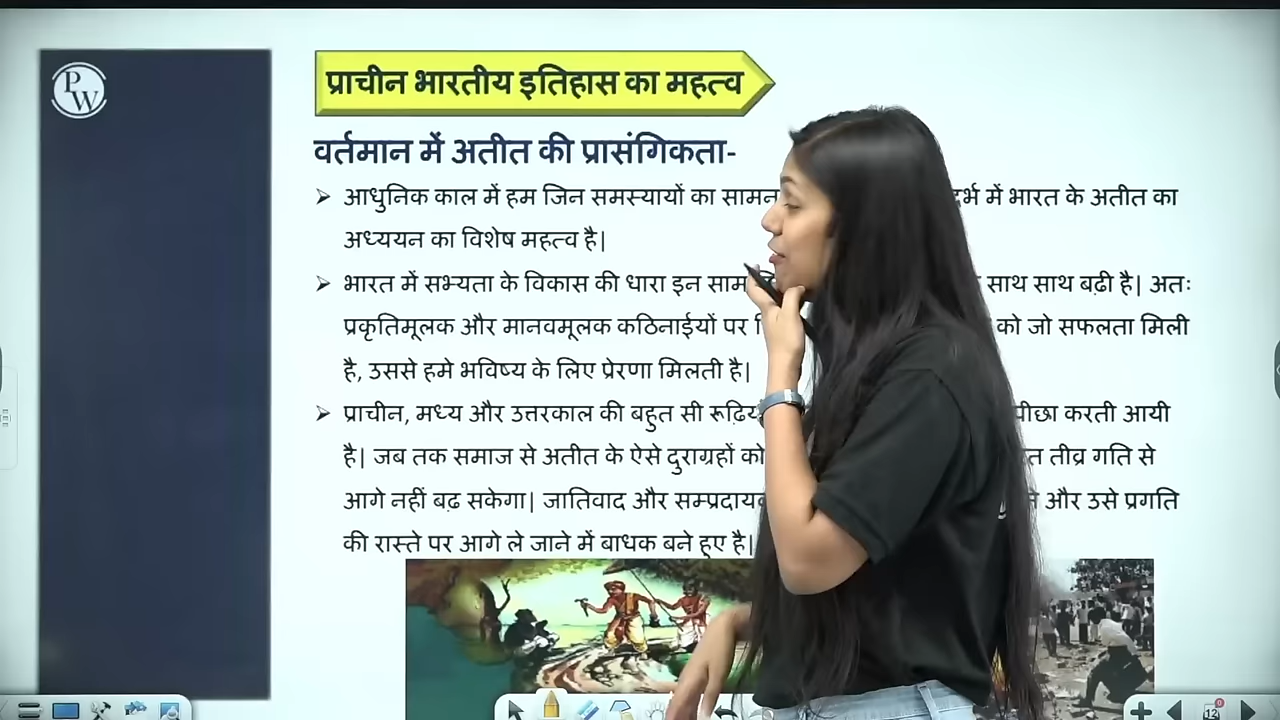 PW
प्राचीन भारतीय इतिहास का महत्व
वर्तमान में अतीत की प्रासंगिकता-
आधुनिक काल में हम जिन समस्यायों का में भारत के अतीत का
अध्ययन का विशेष महत्व है|
भारत में सभ्यता के विकास की धारा इन साथ साथ बढ़ी है| अतः
प्रकृतिमूलक और मानवमूलक कठिनाईयों पर को जो सफलता मिली
है, उससे हमे भविष्य के लिए प्रेरणा मिलती है|
प्राचीन, मध्य और उत्तरकाल की बहुत सी पीछा करती आयी
है| जब तक समाज से अतीत के ऐसे दुराग्रहों को तीव्र गति से
आगे नहीं बढ़ सकेगा| जातिवाद और और उसे प्रगति
की रास्ते पर आगे ले जाने में बाधक बने हुए है|
12